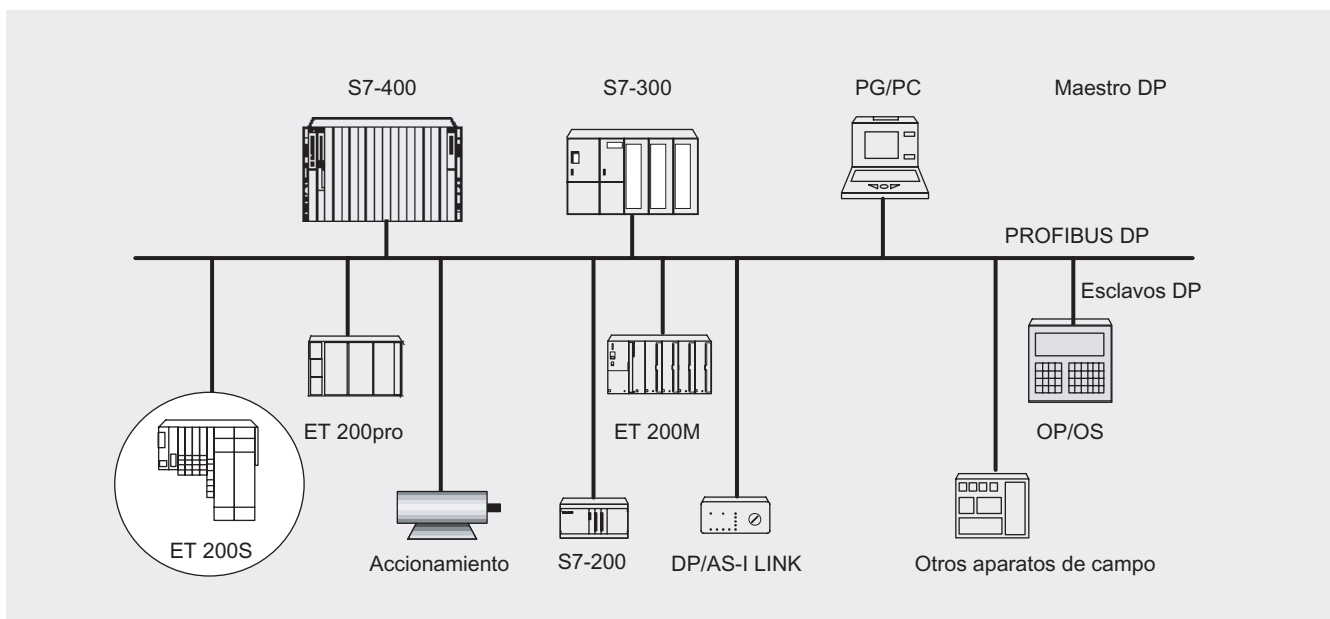 S7-400
S7-300
PG/PC
Maestro DP
PROFIBUS DP
Esclavos DP
ET 200pro
ET 200M
OP/OS
ET 200S
Accionamiento
S7-200
DP/AS-I LINK
Otros aparatos de campo